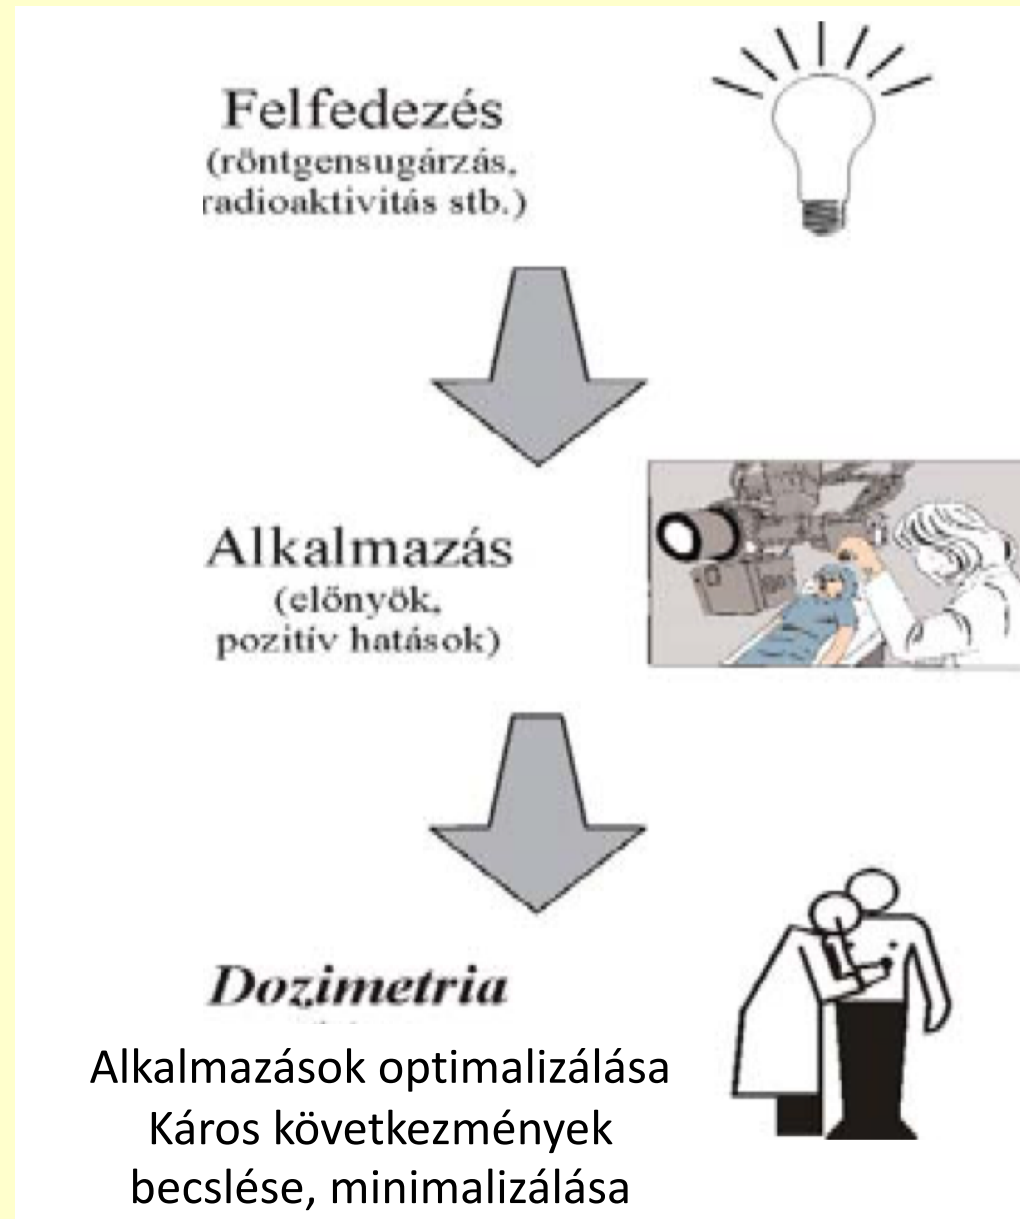 Felfedezés
(röntgensugárzás,
radioaktivitás stb.)
Alkalmazás
(előnyök,
pozitív hatások)
Dozimetria
Alkalmazások optimalizálása
Káros következmények
becslése, minimalizálása